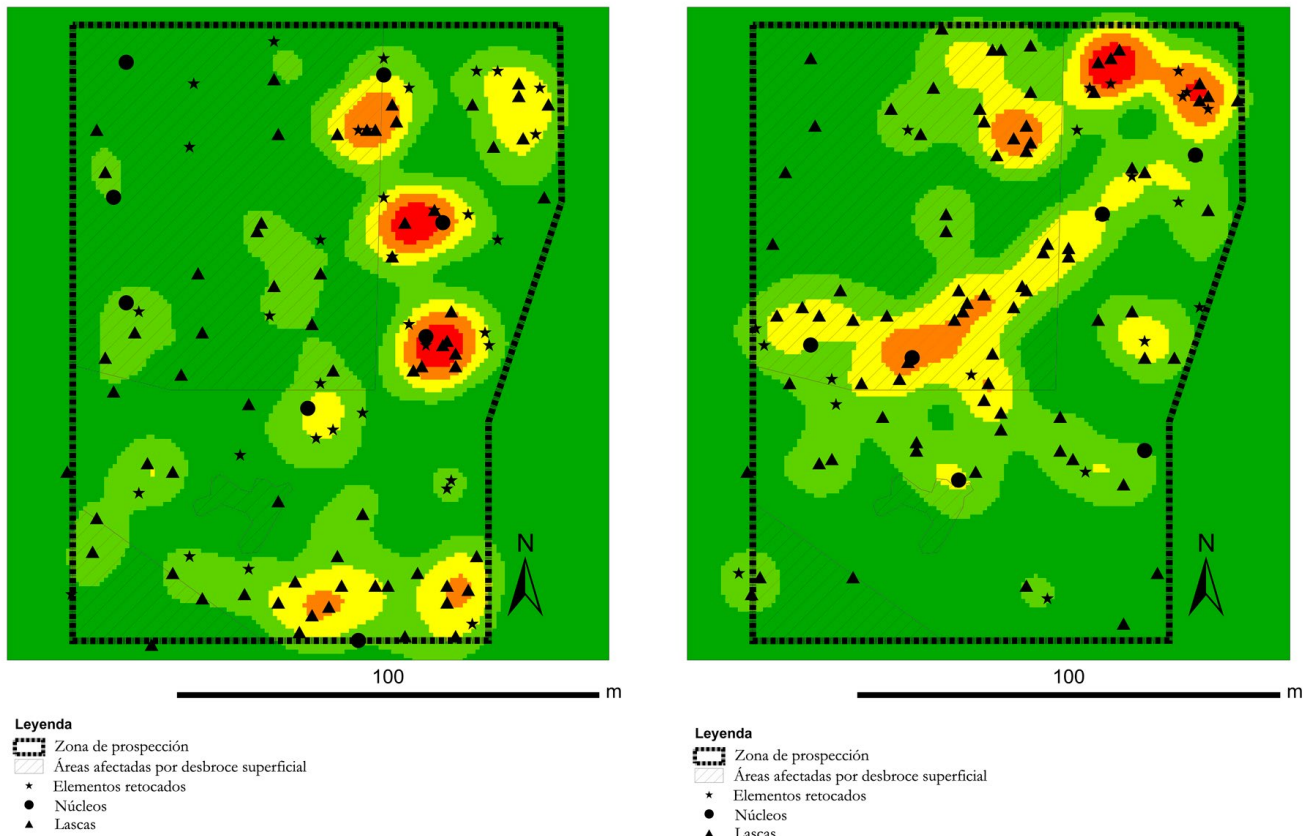 N
100
m
Leyenda
Zona de prospección
Áreas afectadas por desbroce superficial
Elementos retocados
Núcleos
Lascas
N
100
m
Leyenda
Zona de prospección
Áreas afectadas por desbroce superficial
Elementos retocados
Núcleos
Lascas